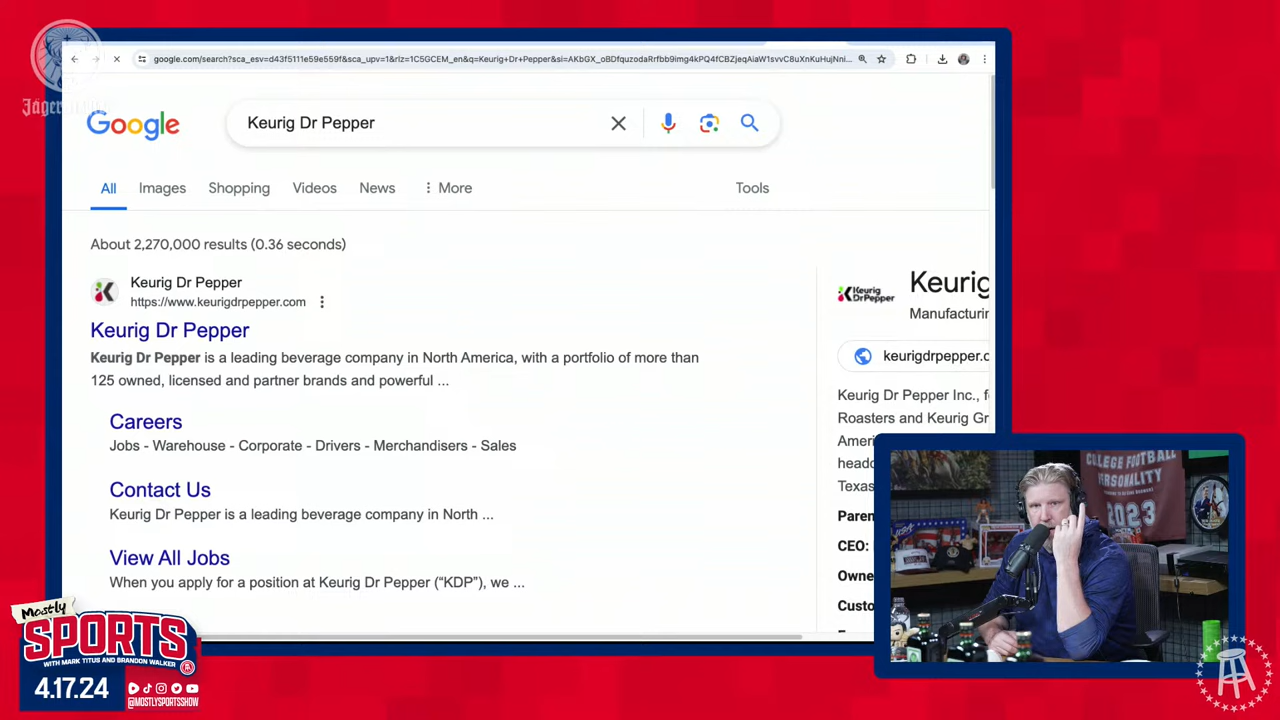 google.com/search?sca_esv=d43f5111e59e559f&sca_upv=1&rlz=1C5GCEM_en&q=Keurig+Dr+Pepper&si=AKbGX_oBDfquzodaRrfbb9img4kPQ4fCBZjeqAiaW1svvC8uXnKuHujNni...
Jäger
Google
Keurig Dr Pepper
All Images Shopping Videos News More Tools
About 2,270,000 results (0.36 seconds)
Keurig Dr Pepper
https://www.keurigdrpepper.com
Keurig Dr Pepper
Keurig Dr Pepper is a leading beverage company in North America, with a portfolio of more than
125 owned, licensed and partner brands and powerful ...
Careers
Jobs - Warehouse - Corporate - Drivers - Merchandisers - Sales
Contact Us
Keurig Dr Pepper is a leading beverage company in North ...
View All Jobs
When you apply for a position at Keurig Dr Pepper ("KDP"), we ...
Keurig
Dr Pepper
Keurig
Manufacturin
keurigdrpepper.c
Keurig Dr Pepper Inc., f
Roasters and Keurig Gr
Ameri
headq
Texas
Paren
CEO:
Owne
Custo
COLLEGE FOOTBALL
PERSONALITY
2023
USA
Mostly
SPORTS
WITH MARK TITUS AND BRANDON WALKER
4.17.24
@MOSTLYSPORTSSHOW